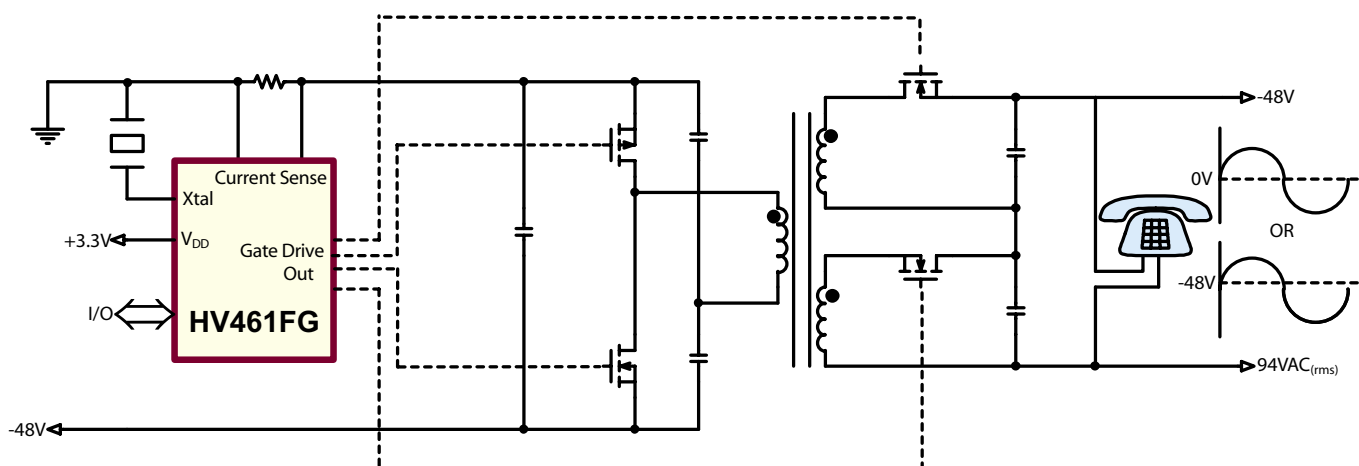 -48V
Current Sense
Xtal
0V
+3.3V
VDD
Gate Drive
Out
OR
-48V
I/O
HV461FG
94VAC(rms)
-48V